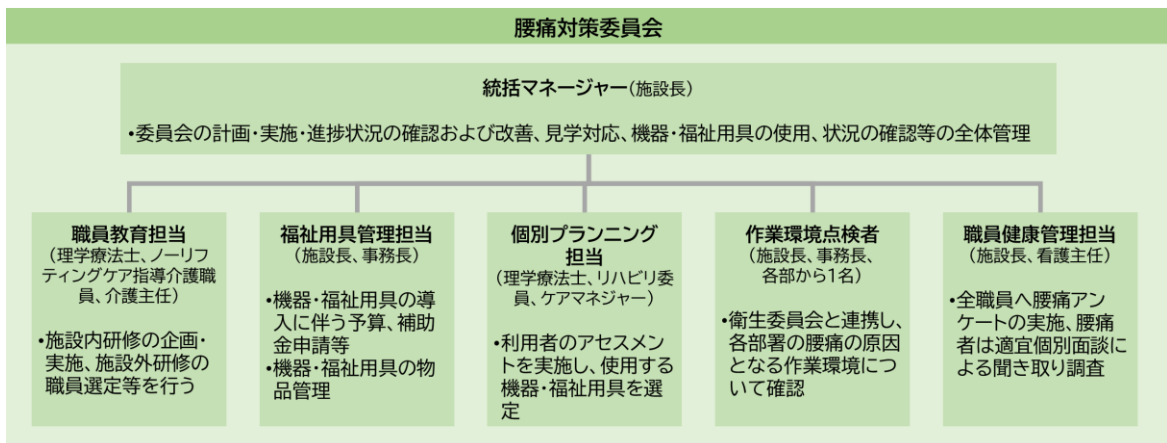 腰痛対策委員会
統括マネージャー(施設長)
•委員会の計画・実施・進捗状況の確認および改善、見学対応、機器・福祉用具の使用、状況の確認等の全体管理
職員教育担当
(理学療法士、ノーリフ
ティングケア指導介護職
員、介護主任)
•施設内研修の企画・
実施、施設外研修の
職員選定等を行う
福祉用具管理担当
(施設長、事務長)
•機器・福祉用具の導
入に伴う予算、補助
金申請等
•機器・福祉用具の物
品管理
個別プランニング
担当
(理学療法士、リハビリ委
員、ケアマネジャー)
•利用者のアセスメン
トを実施し、使用する
機器・福祉用具を選
定
作業環境点検者
(施設長、事務長、
各部から1名)
•衛生委員会と連携し、
各部署の腰痛の原因
となる作業環境につ
いて確認
職員健康管理担当
(施設長、看護主任)
•全職員へ腰痛アン
ケートの実施、腰痛
者は適宜個別面談に
よる聞き取り調査